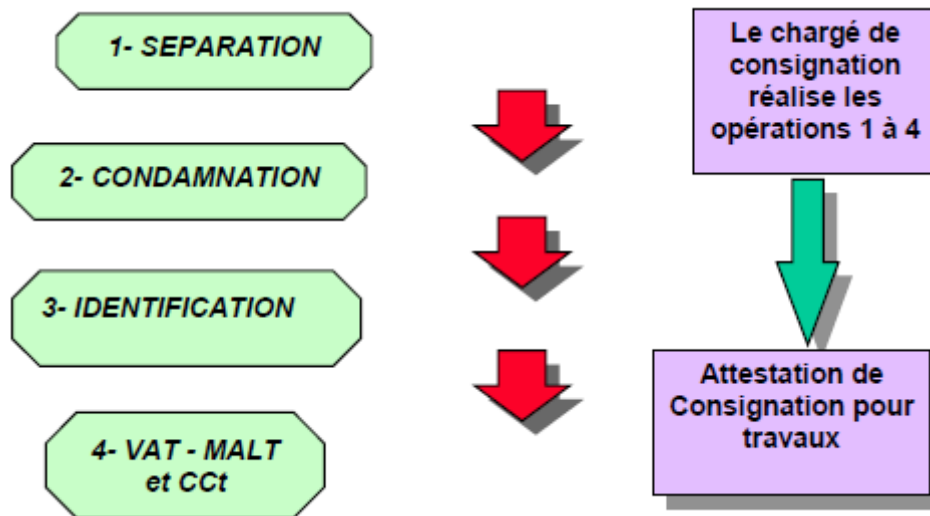 1- SEPARATION
2- CONDAMNATION
3- IDENTIFICATION
4- VAT - MALT
et CCt
Le chargé de
consignation
réalise les
opérations 1 à 4
Attestation de
Consignation pour
travaux